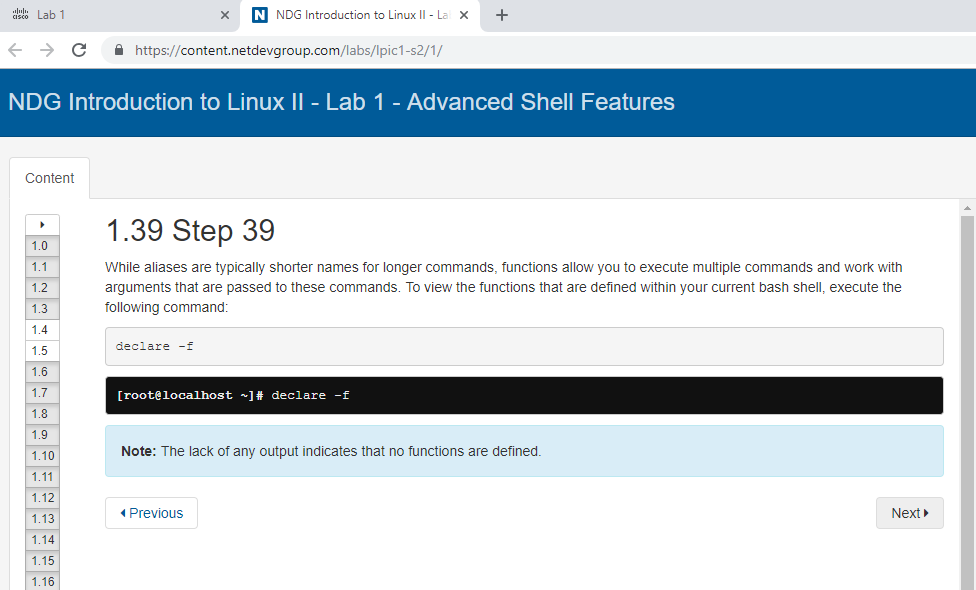 Lab 1
NDG Introduction to Linux II - La
https://content.netdevgroup.com/labs/lpic1-s2/1/
NDG Introduction to Linux II - Lab 1 - Advanced Shell Features
Content
1.0
1.1
1.2
1.3
1.4
1.5
1.6
1.7
1.8
1.9
1.10
1.11
1.12
1.13
1.14
1.15
1.16
1.39 Step 39
While aliases are typically shorter names for longer commands, functions allow you to execute multiple commands and work with
arguments that are passed to these commands. To view the functions that are defined within your current bash shell, execute the
following command:
declare -f
[root@localhost ~]# declare -f
Note: The lack of any output indicates that no functions are defined.
Previous
Next